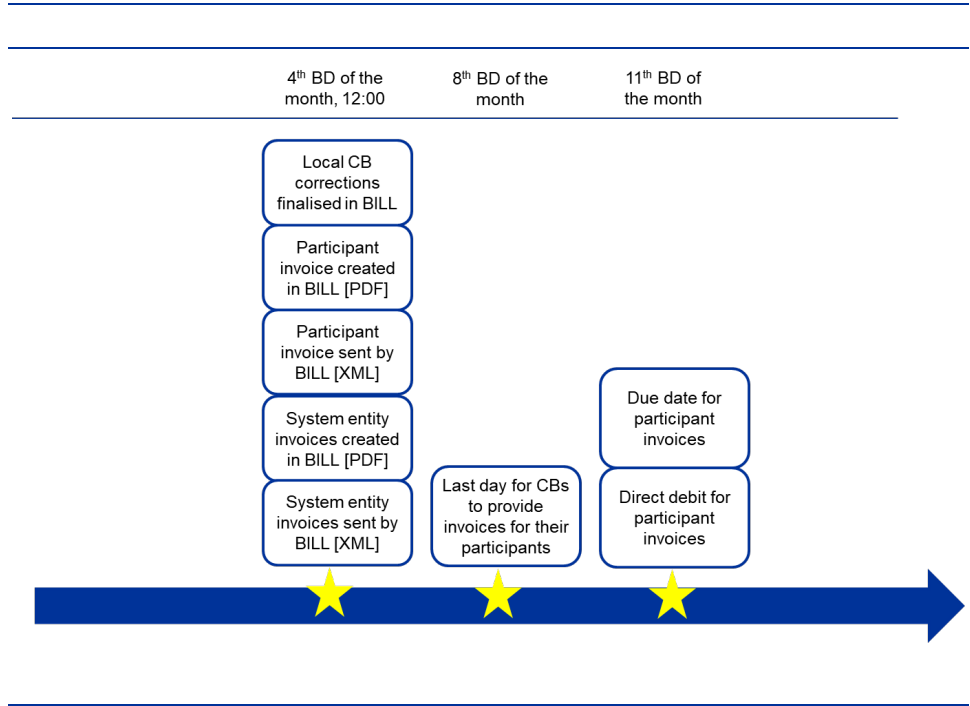 4th BD of the
month, 12:00
8th BD of the
month
11th BD of
the month
Local CB
corrections
finalised in BILL
Participant
invoice created
in BILL [PDF]
Participant
invoice sent by
BILL [XML]
System entity
invoices created
in BILL [PDF]
System entity
invoices sent by
BILL [XML]
Last day for CBs
to provide
invoices for their
participants
Due date for
participant
invoices
Direct debit for
participant
invoices